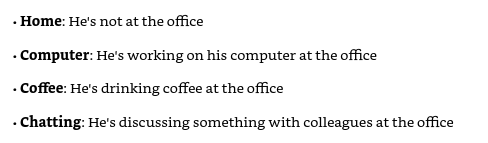 • Home: He's not at the office
• Computer: He's working on his computer at the office
• Coffee: He's drinking coffee at the office
• Chatting: He's discussing something with colleagues at the office